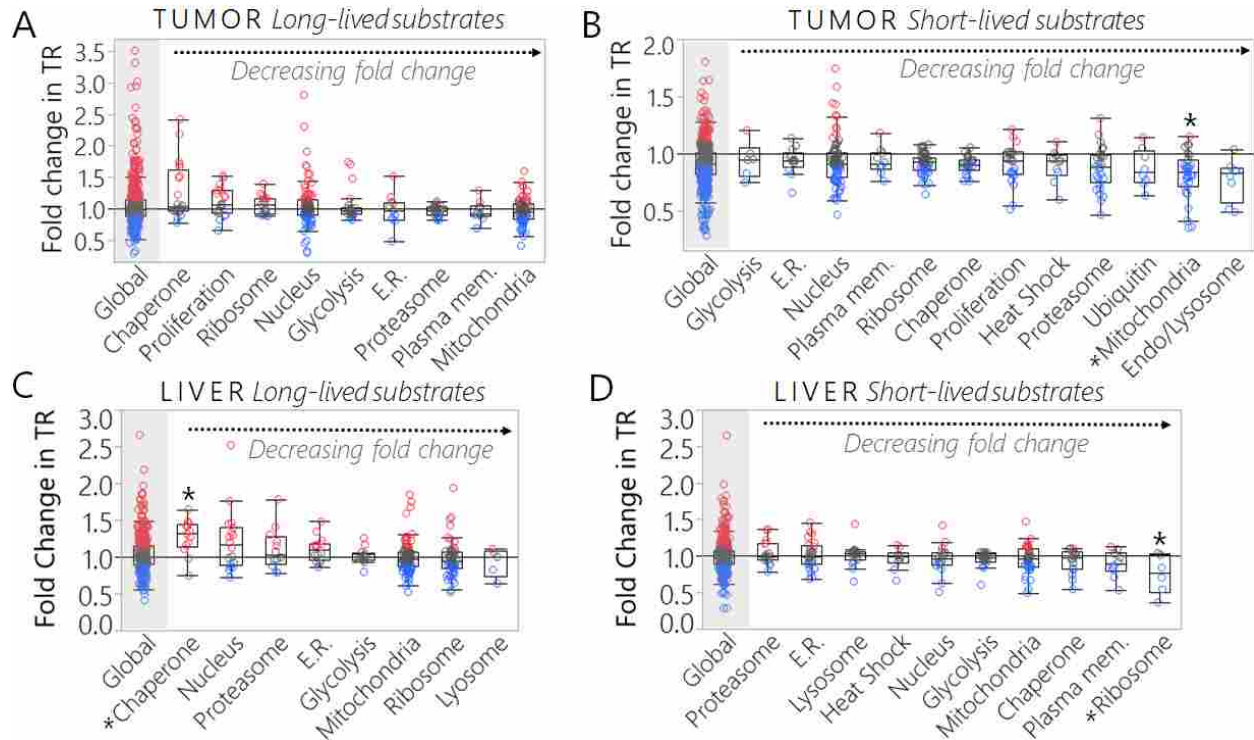 A
TUMOR Long-lived substrates
Decreasing fold change
Fold change in TR
3.5
3.0
2.5
2.0
1.5
1.0
0.5
Global
Chaperone
Proliferation
Ribosome
Nucleus
Glycolysis
E.R.
Proteasome
Plasma mem.
Mitochondria
B
TUMOR Short-lived substrates
Decreasing fold change
Fold change in TR
2.0
1.5
1.0
0.5
*
Global
Glycolysis
E.R.
Nucleus
Plasma mem.
Ribosome
Chaperone
Proliferation
Heat Shock
Proteasome
Ubiquitin
*Mitochondria
Endo/Lysosome
C
LIVER Long-lived substrates
Decreasing fold change
Fold Change in TR
3.0
2.5
2.0
1.5
1.0
0.5
0.0
*
Global
*Chaperone
Nucleus
Proteasome
E.R.
Glycolysis
Mitochondria
Ribosome
Lyosome
D
LIVER Short-lived substrates
Decreasing fold change
Fold Change in TR
3.0
2.5
2.0
1.5
1.0
0.5
0.0
*
Global
Proteasome
E.R.
Lysosome
Heat Shock
Nucleus
Glycolysis
Mitochondria
Chaperone
Plasma mem.
*Ribosome